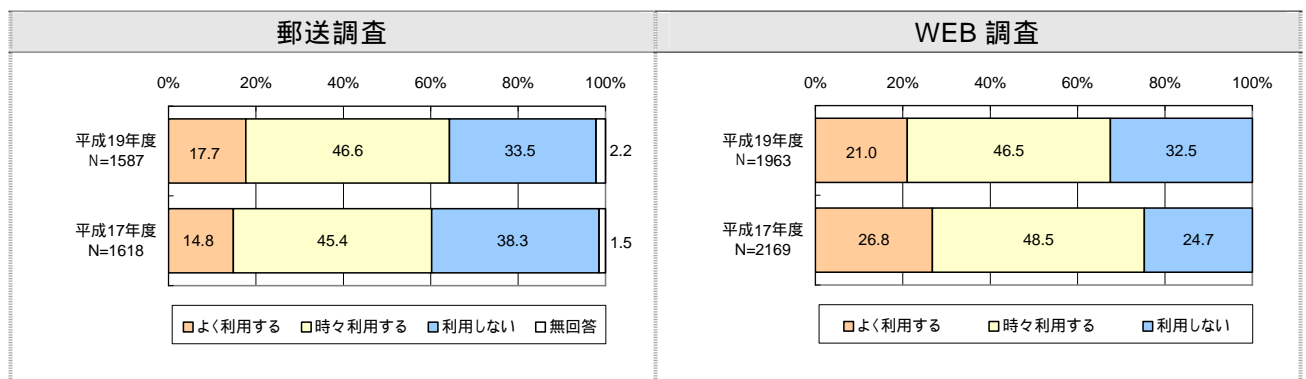 郵送調査
WEB 調査
0% 20% 40% 60% 80% 100%
平成19年度
N=1587
17.7 46.6 33.5 2.2
平成17年度
N=1618
14.8 45.4 38.3 1.5
よく利用する 時々利用する 利用しない 無回答
0% 20% 40% 60% 80% 100%
平成19年度
N=1963
21.0 46.5 32.5
平成17年度
N=2169
26.8 48.5 24.7
よく利用する 時々利用する 利用しない